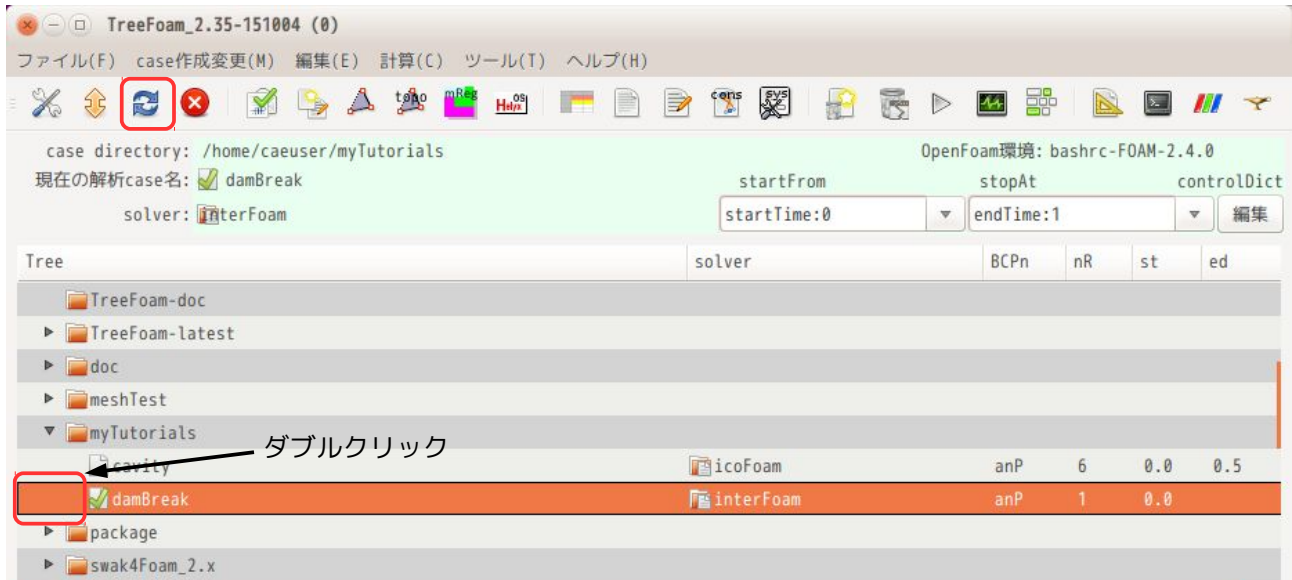 TreeFoam_2.35-151004 (0)
ファイル(F) case作成変更(M) 編集(E) 計算(C) ツール(T) ヘルプ(H)
topo mReg OS Helyx cons sys
case directory: /home/caeuser/myTutorials OpenFoam環境: bashrc-FOAM-2.4.0
現在の解析case名: damBreak startFrom stopAt controlDict
solver: interFoam startTime:0 endTime:1 編集
Tree solver BCPn nR st ed
TreeFoam-doc
TreeFoam-latest
doc
meshTest
myTutorials
ダブルクリック
cavity icoFoam anP 6 0.0 0.5
damBreak interFoam anP 1 0.0
package
swak4Foam_2.x